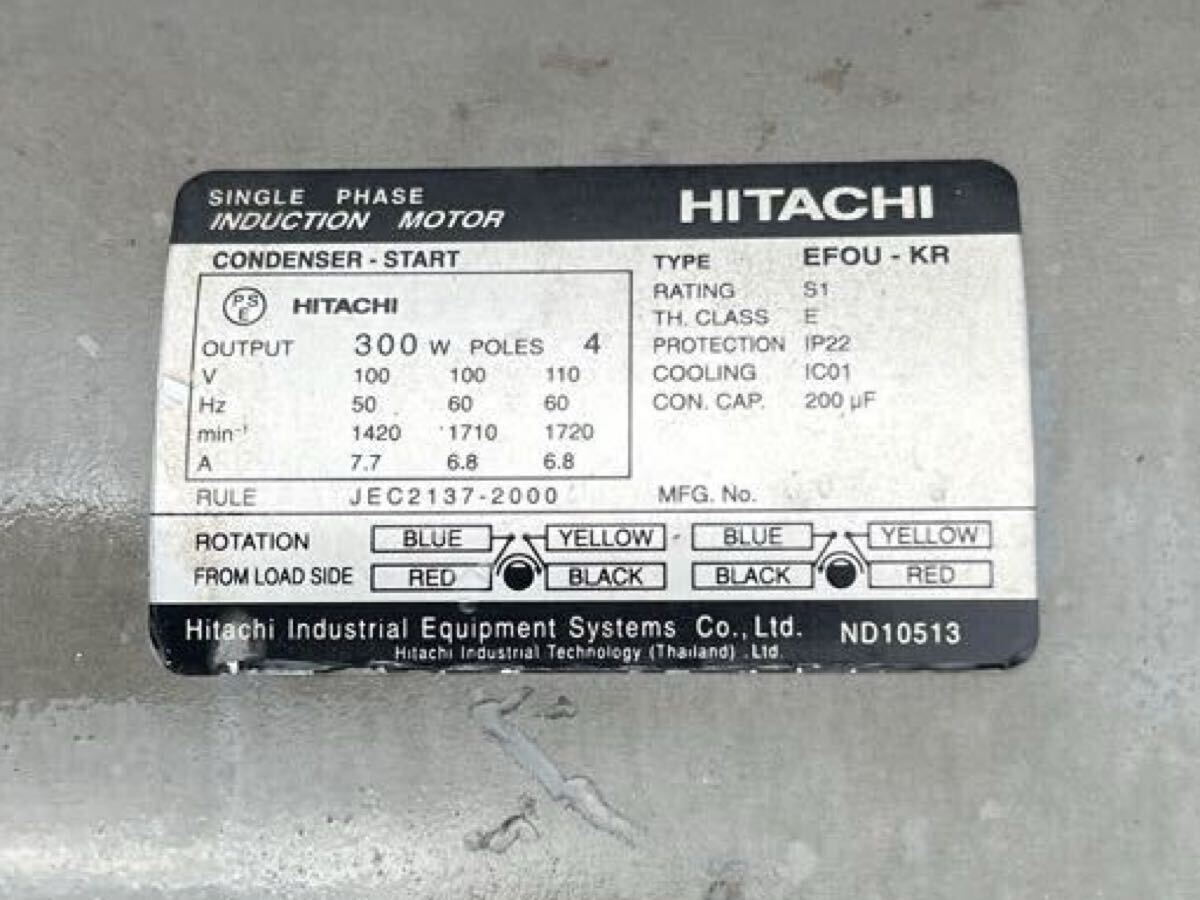 SINGLE PHASE
INDUCTION MOTOR
HITACHI
CONDENSER - START
PSE HITACHI
OUTPUT 300 W POLES 4
V 100 100 110
Hz 50 60 60
min⁻¹ 1420 1710 1720
A 7.7 6.8 6.8
RULE JEC2137-2000
TYPE EFOU - KR
RATING S1
TH. CLASS E
PROTECTION IP22
COOLING IC01
CON. CAP. 200 µF
MFG. No.
ROTATION BLUE YELLOW BLUE YELLOW
FROM LOAD SIDE RED BLACK BLACK RED
Hitachi Industrial Equipment Systems Co., Ltd. ND10513
Hitachi Industrial Technology (Thailand) .Ltd.